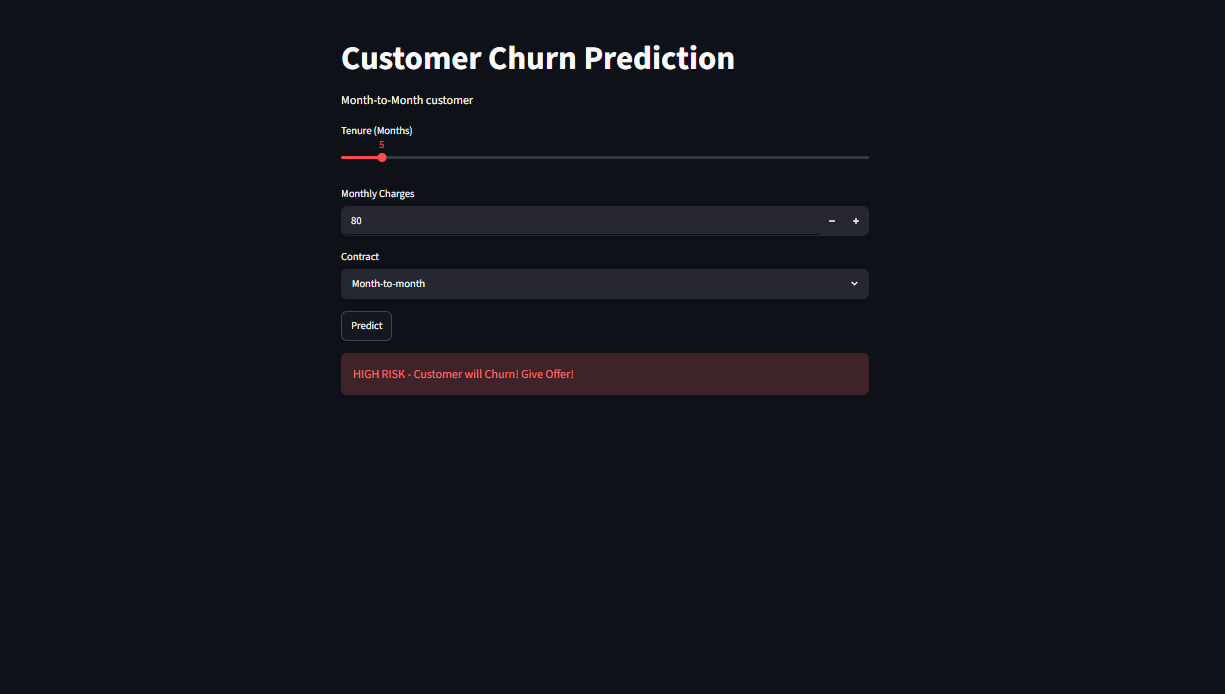 Customer Churn Prediction
Month-to-Month customer
Tenure (Months)
5
Monthly Charges
80
Contract
Month-to-month
Predict
HIGH RISK - Customer will Churn! Give Offer!